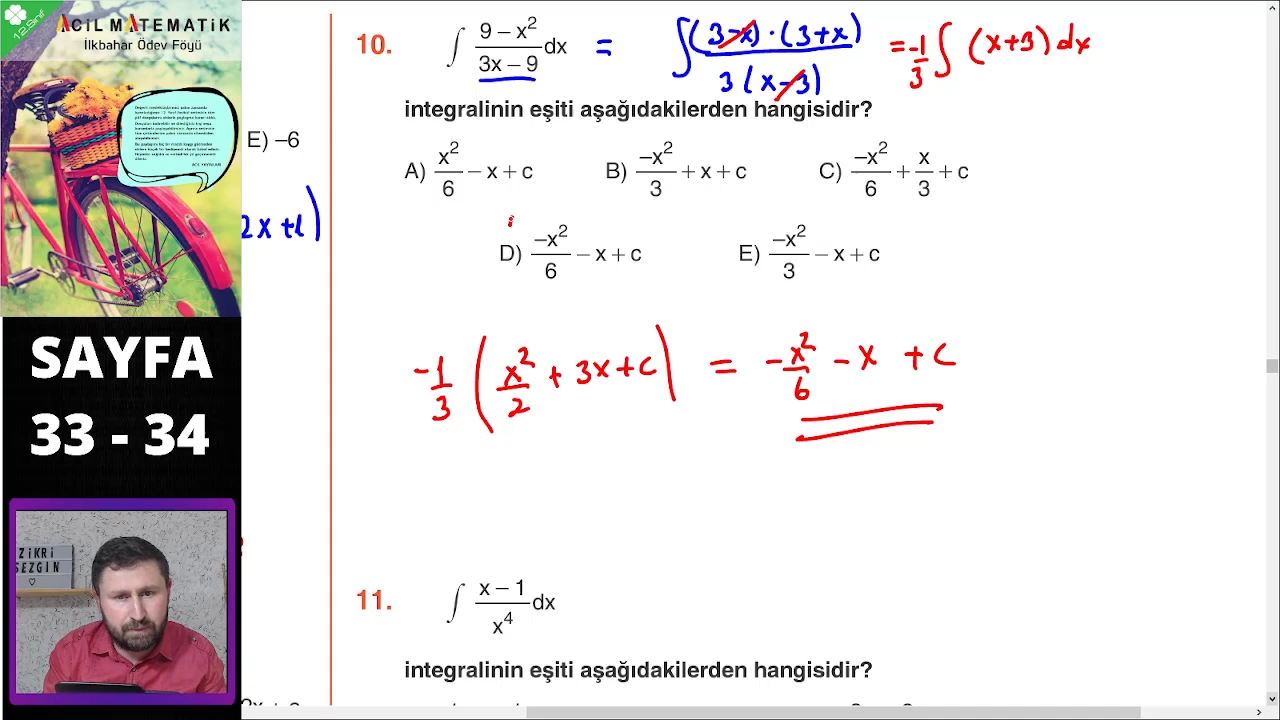 12.Sınıf
ACİL MATEMATİK
İlkbahar Ödev Föyü
ACİL YAYINLARI
SAYFA
33 - 34
ZİKRİ
SEZGİN
E) –6
2x+1)
10. ∫ (9 – x²)/(3x – 9) dx = ∫ (3-x)·(3+x)/3(x-3) = -1/3 ∫ (x+3) dx
integralinin eşiti aşağıdakilerden hangisidir?
A) x²/6 – x + c B) –x²/3 + x + c C) –x²/6 + x/3 + c
D) –x²/6 – x + c E) –x²/3 – x + c
-1/3 (x²/2 + 3x + c) = -x²/6 - x + c
11. ∫ (x – 1)/x⁴ dx
integralinin eşiti aşağıdakilerden hangisidir?